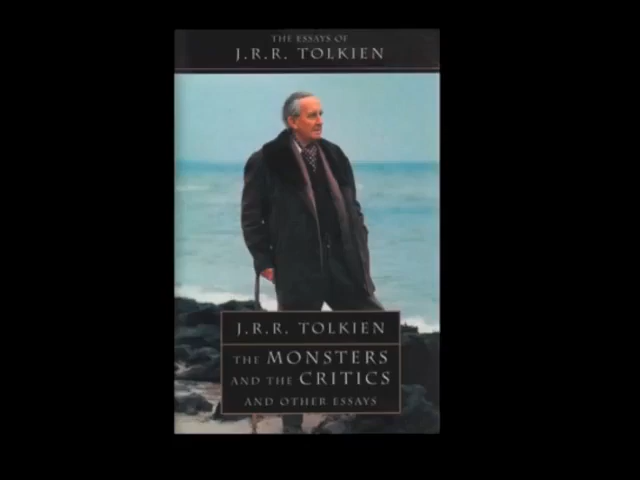 THE ESSAYS OF
J.R.R. TOLKIEN
J.R.R. TOLKIEN
THE MONSTERS
AND THE CRITICS
AND OTHER ESSAYS